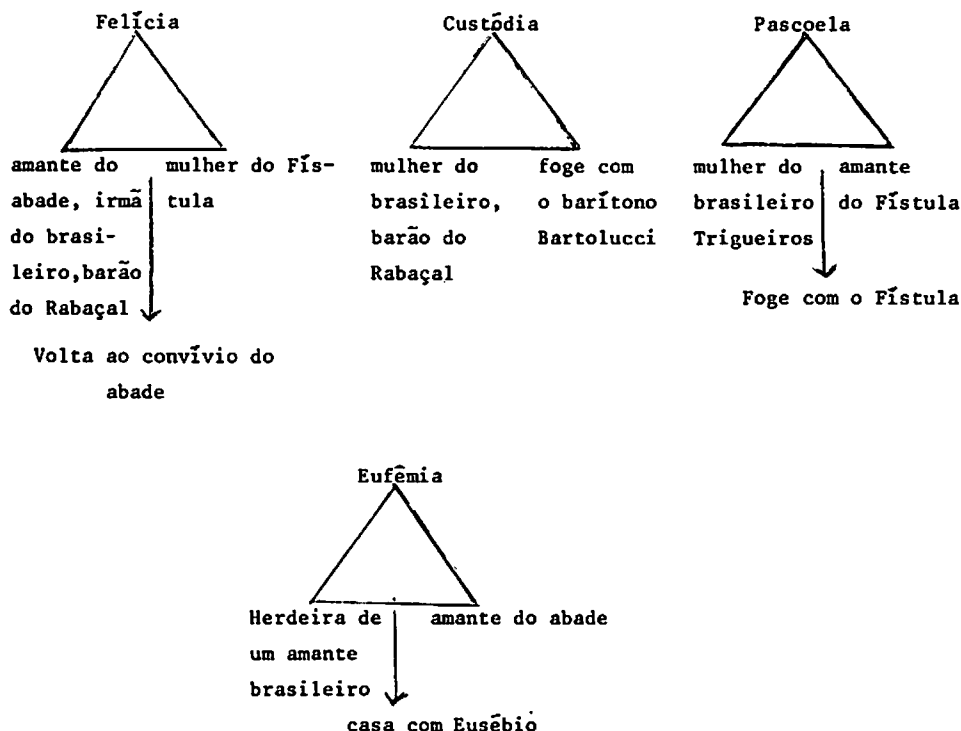 Felícia
amante do
abade, irmã
do brasi-
leiro,barão
do Rabaçal
mulher do Fís-
tula
Volta ao convívio do
abade
Custódia
mulher do
brasileiro,
barão do
Rabaçal
foge com
o barítono
Bartolucci
Pascoela
mulher do
brasileiro
Trigueiros
amante
do Fístula
Foge com o Fístula
Eufêmia
Herdeira de
um amante
brasileiro
amante do abade
casa com Eusébio